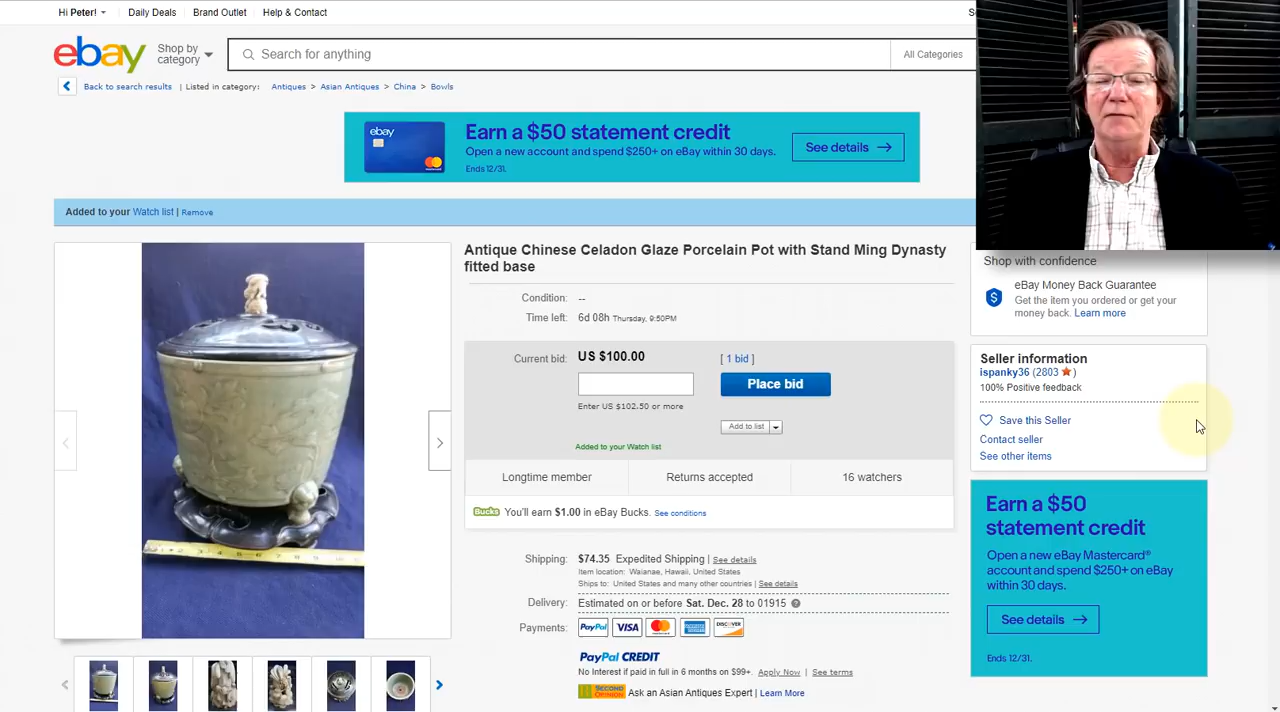 Hi Peter!
Daily Deals
Brand Outlet
Help & Contact
ebay
Shop by
category
Search for anything
All Categories
Back to search results | Listed in category: Antiques > Asian Antiques > China > Bowls
ebay
Earn a $50 statement credit
Open a new account and spend $250+ on eBay within 30 days.
Ends 12/31.
See details
Added to your Watch list | Remove
Antique Chinese Celadon Glaze Porcelain Pot with Stand Ming Dynasty
fitted base
Condition: --
Time left: 6d 08h Thursday, 9:50PM
Current bid: US $100.00 [ 1 bid ]
Place bid
Enter US $102.50 or more
Add to list
Added to your Watch list
Longtime member
Returns accepted
16 watchers
Bucks You'll earn $1.00 in eBay Bucks. See conditions
Shipping: $74.35 Expedited Shipping | See details
Item location: Waianae, Hawaii, United States
Ships to: United States and many other countries | See details
Delivery: Estimated on or before Sat. Dec. 28 to 01915
Payments: PayPal VISA DISCOVER
PayPal CREDIT
No Interest if paid in full in 6 months on $99+. Apply Now | See terms
SECOND OPINION Ask an Asian Antiques Expert | Learn More
Shop with confidence
eBay Money Back Guarantee
Get the item you ordered or get your
money back. Learn more
Seller information
ispanky36 (2803 )
100% Positive feedback
Save this Seller
Contact seller
See other items
Earn a $50
statement credit
Open a new eBay Mastercard®
account and spend $250+ on eBay
within 30 days.
See details
Ends 12/31.